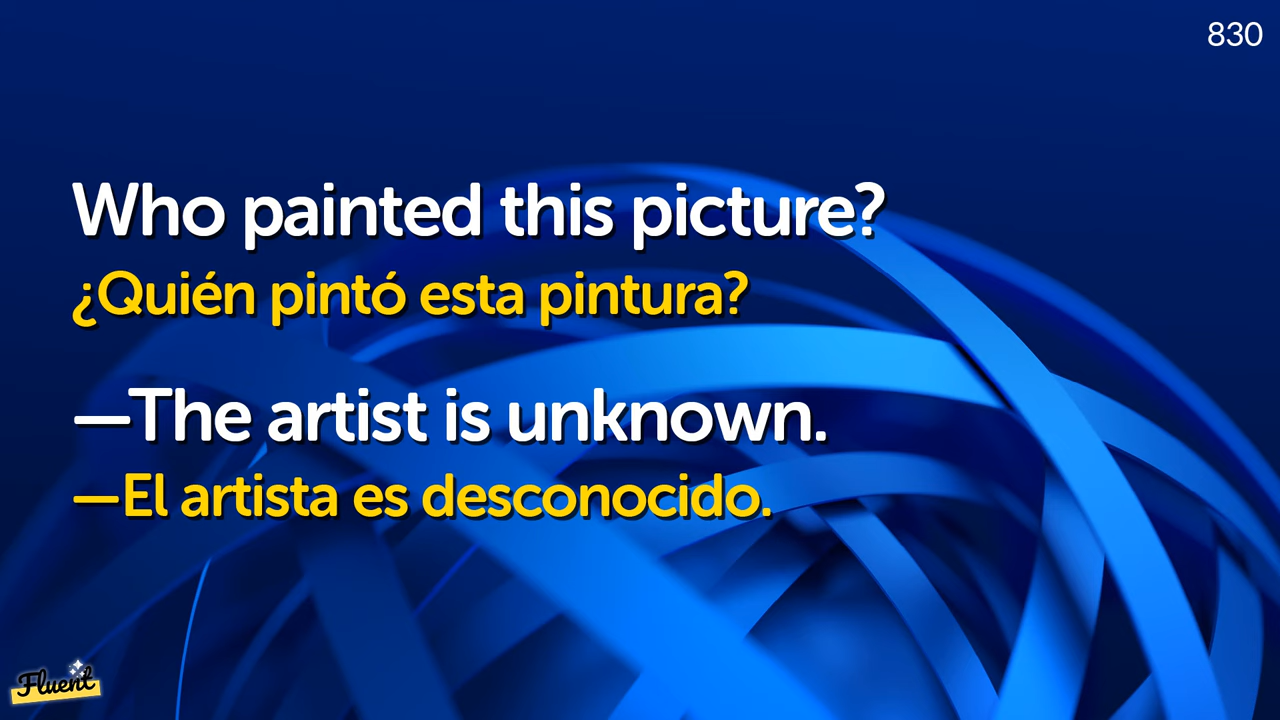 830
Who painted this picture?
¿Quién pintó esta pintura?
—The artist is unknown.
—El artista es desconocido.
Fluent